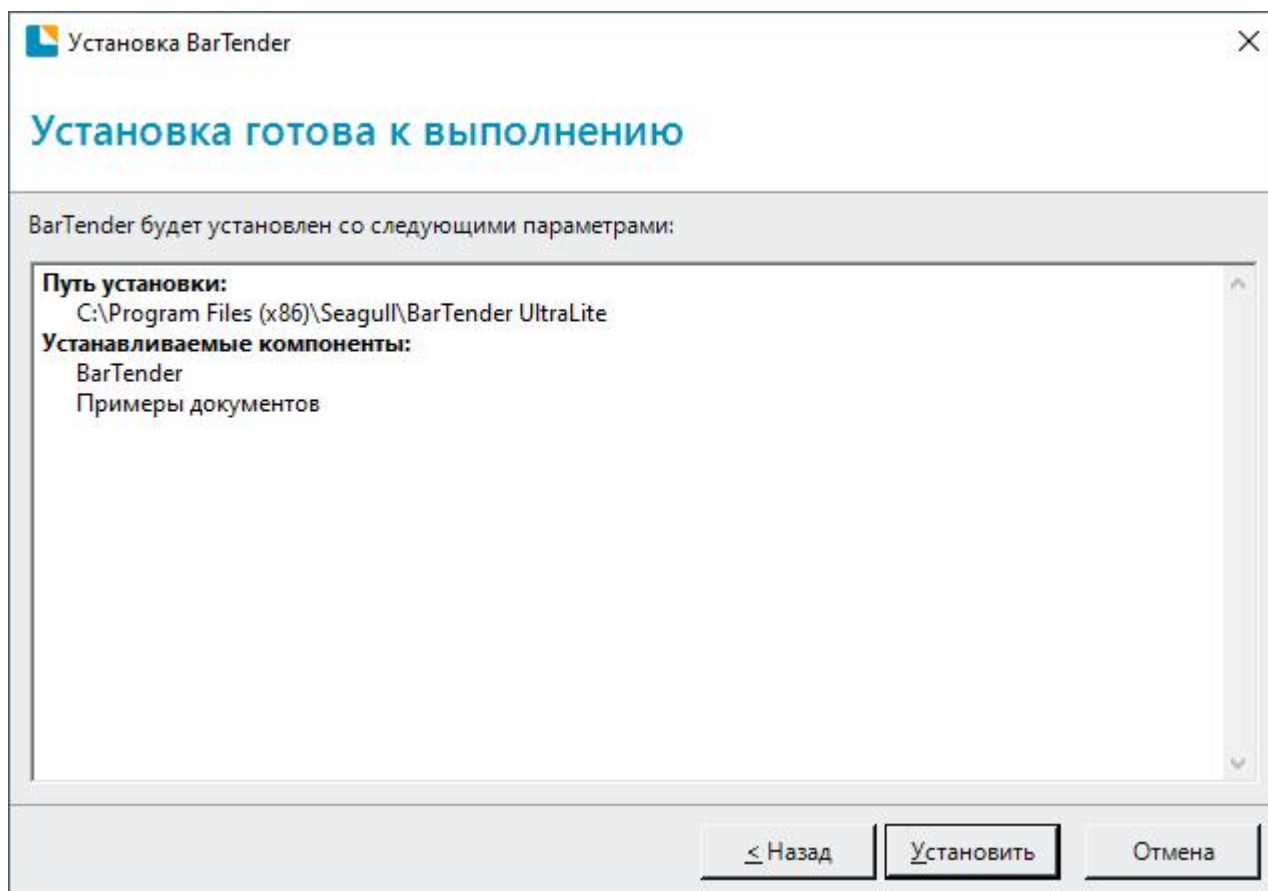 Установка BarTender
Установка готова к выполнению
BarTender будет установлен со следующими параметрами:
Путь установки:
C:\Program Files (x86)\Seagull\BarTender UltraLite
Устанавливаемые компоненты:
BarTender
Примеры документов
< Назад
Установить
Отмена